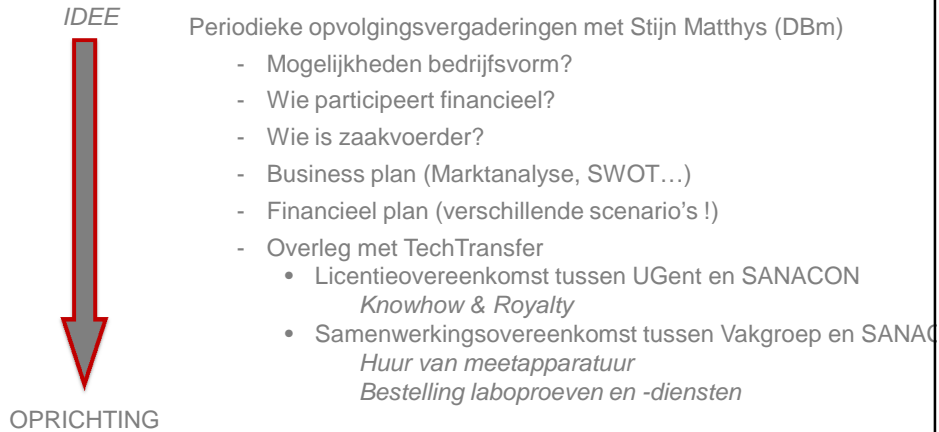 IDEE
Periodieke opvolgingsvergaderingen met Stijn Matthys (DBm)
- Mogelijkheden bedrijfsvorm?
- Wie participeert financieel?
- Wie is zaakvoerder?
- Business plan (Marktanalyse, SWOT…)
- Financieel plan (verschillende scenario's !)
- Overleg met TechTransfer
• Licentieovereenkomst tussen UGent en SANACON
Knowhow & Royalty
• Samenwerkingsovereenkomst tussen Vakgroep en SANAC
Huur van meetapparatuur
Bestelling laboproeven en -diensten
OPRICHTING